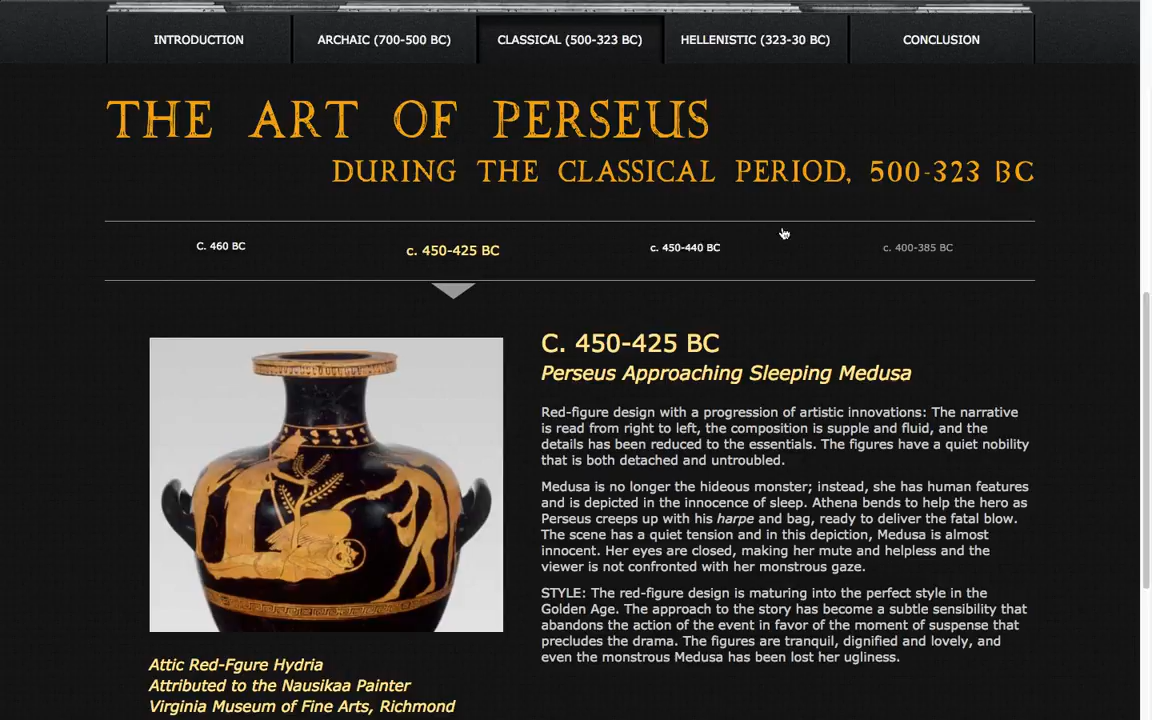 INTRODUCTION
ARCHAIC (700-500 BC)
CLASSICAL (500-323 BC)
HELLENISTIC (323-30 BC)
CONCLUSION
THE ART OF PERSEUS
DURING THE CLASSICAL PERIOD, 500-323 BC
C. 460 BC
c. 450-425 BC
c. 450-440 BC
c. 400-385 BC
C. 450-425 BC
Perseus Approaching Sleeping Medusa
Red-figure design with a progression of artistic innovations: The narrative
is read from right to left, the composition is supple and fluid, and the
details has been reduced to the essentials. The figures have a quiet nobility
that is both detached and untroubled.
Medusa is no longer the hideous monster; instead, she has human features
and is depicted in the innocence of sleep. Athena bends to help the hero as
Perseus creeps up with his harpe and bag, ready to deliver the fatal blow.
The scene has a quiet tension and in this depiction, Medusa is almost
innocent. Her eyes are closed, making her mute and helpless and the
viewer is not confronted with her monstrous gaze.
STYLE: The red-figure design is maturing into the perfect style in the
Golden Age. The approach to the story has become a subtle sensibility that
abandons the action of the event in favor of the moment of suspense that
precludes the drama. The figures are tranquil, dignified and lovely, and
even the monstrous Medusa has been lost her ugliness.
Attic Red-Fgure Hydria
Attributed to the Nausikaa Painter
Virginia Museum of Fine Arts, Richmond